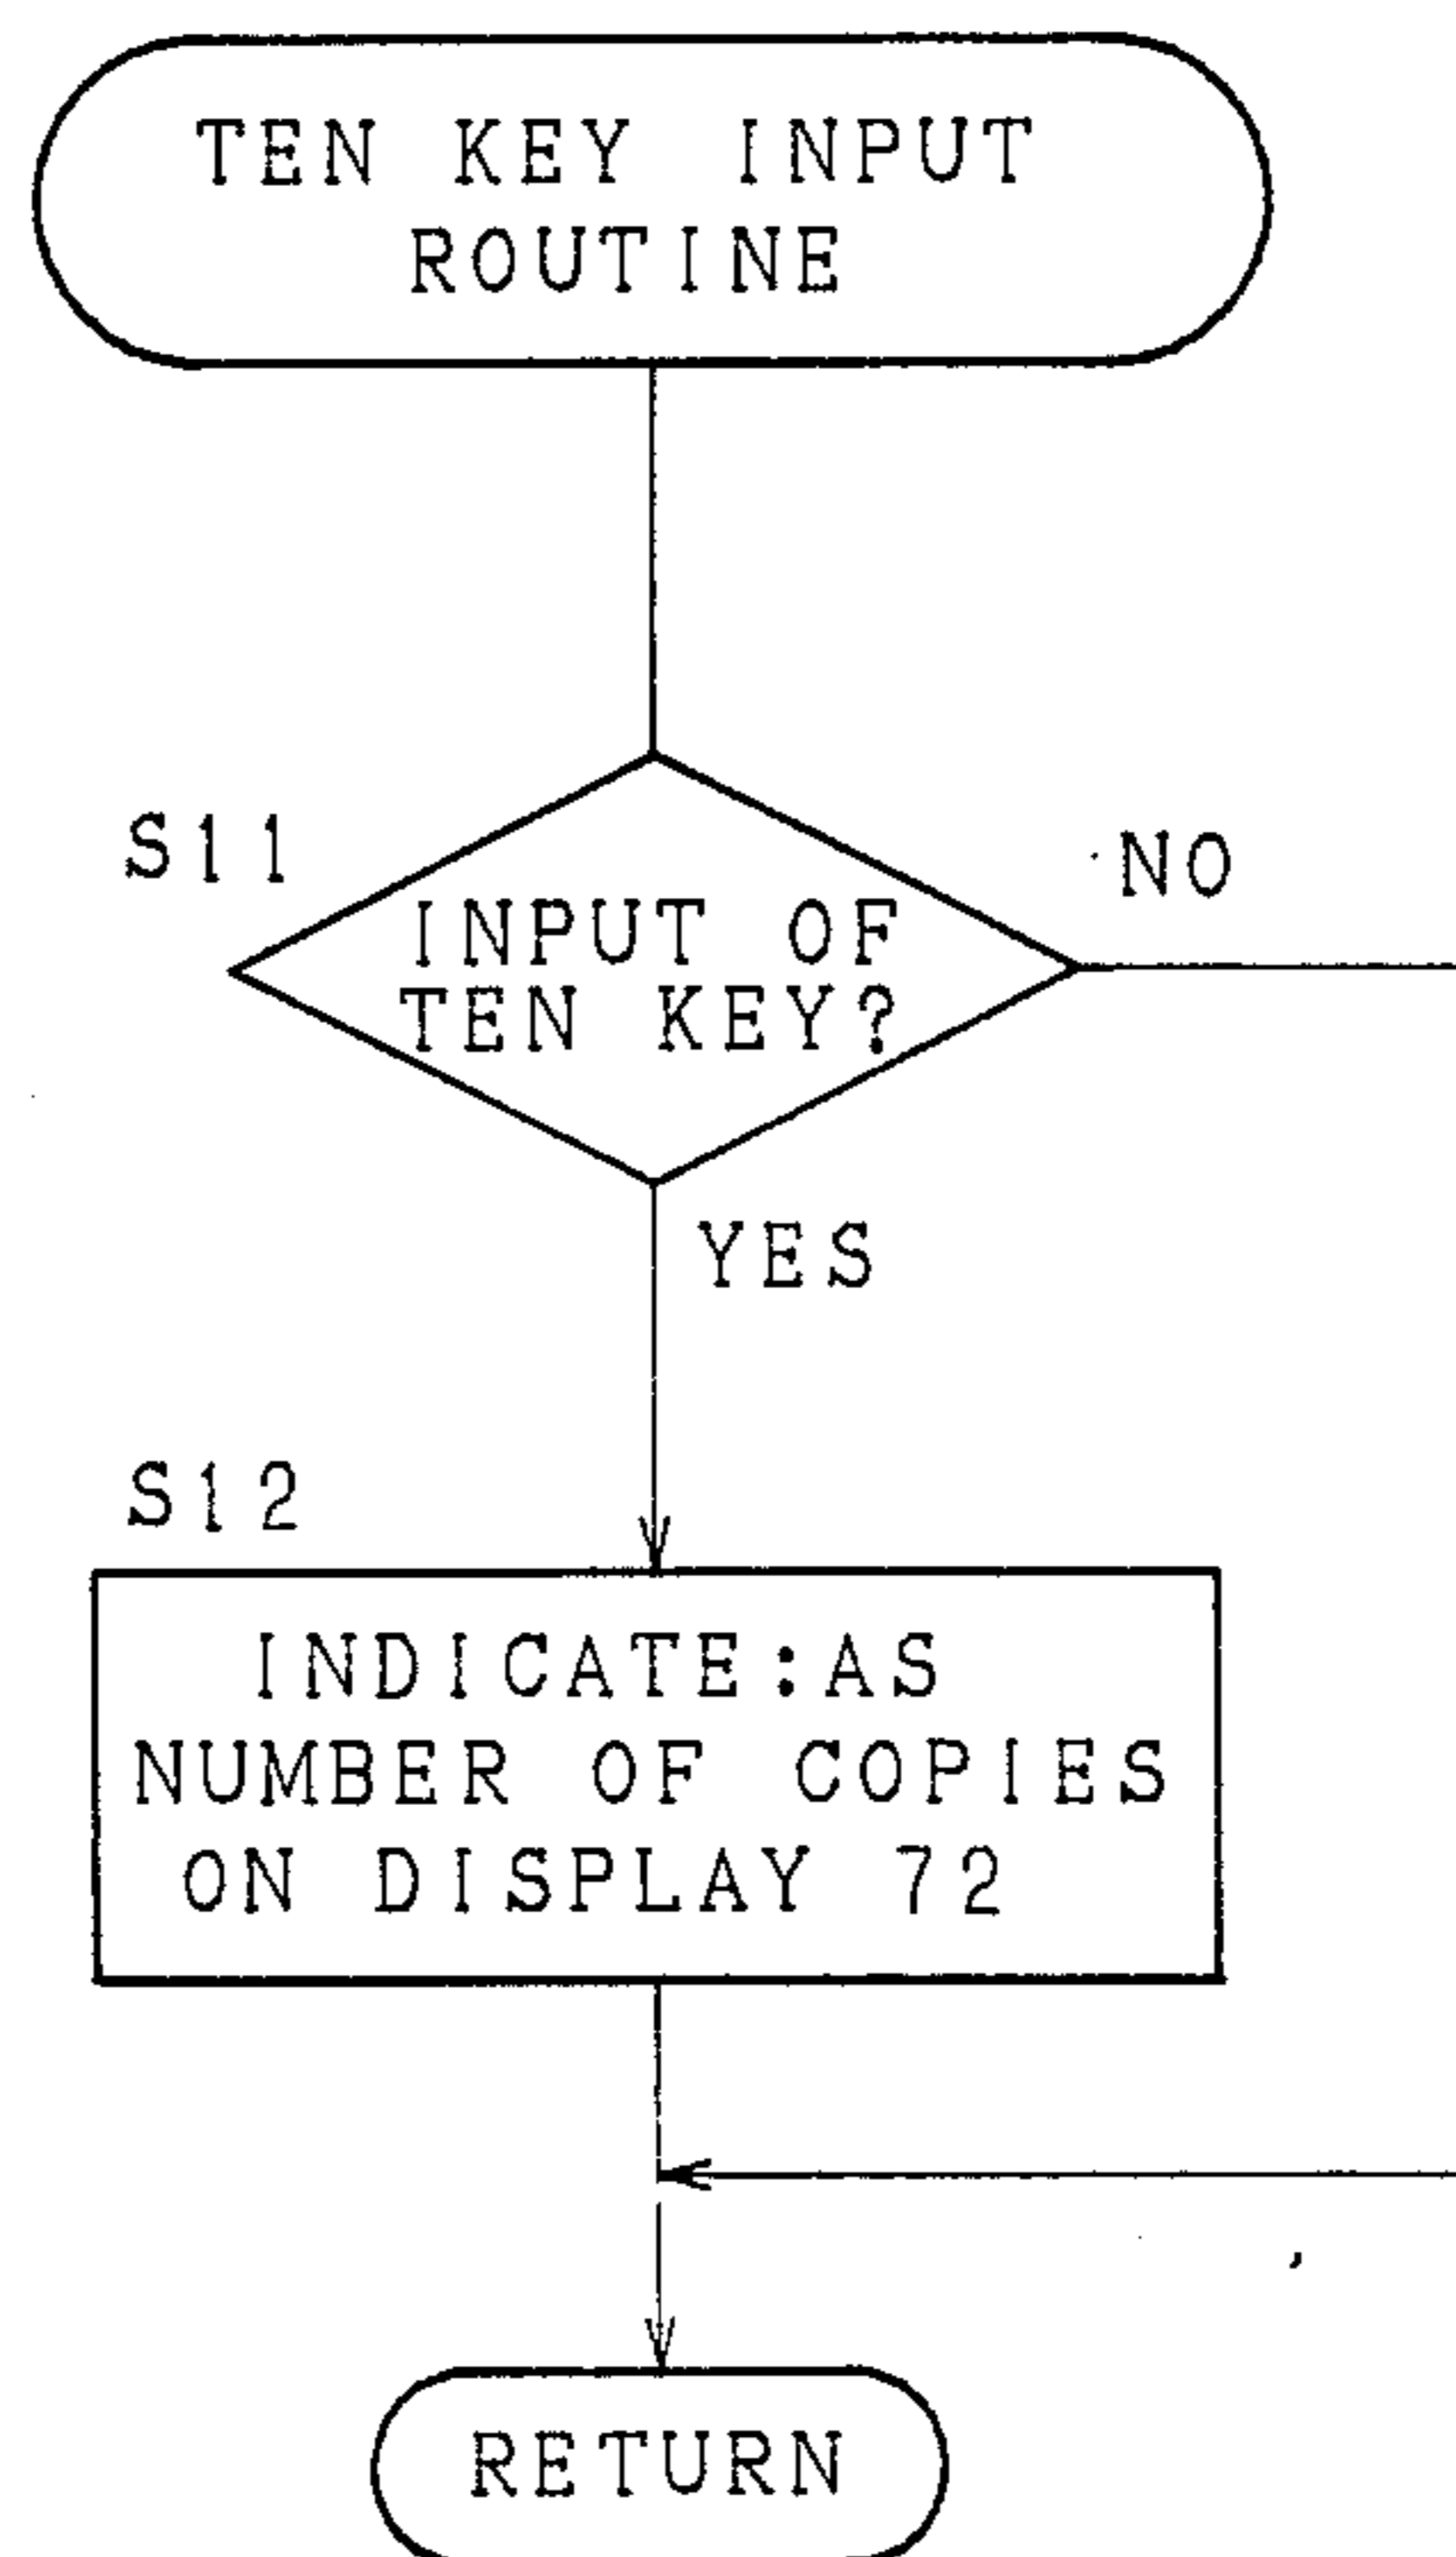 TEN KEY INPUT
ROUTINE
S11
NO
INPUT OF
TEN KEY?
YES
S12
INDICATE:AS
NUMBER OF COPIES
ON DISPLAY 72
RETURN